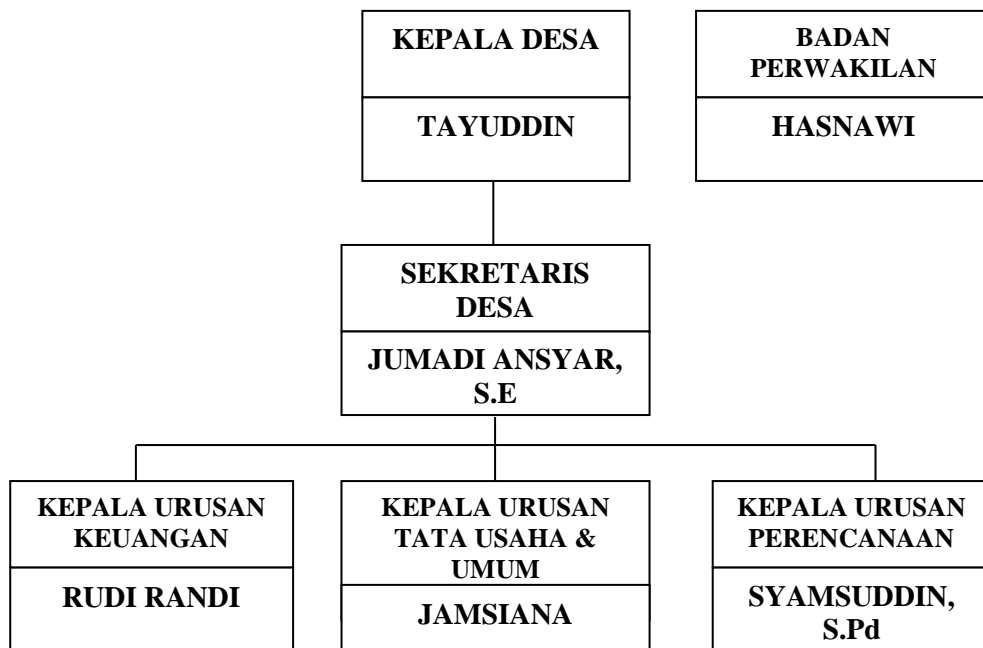 KEPALA DESA
TAYUDDIN
BADAN
PERWAKILAN
HASNAWI
SEKRETARIS
DESA
JUMADI ANSYAR,
S.E
KEPALA URUSAN
KEUANGAN
RUDI RANDI
KEPALA URUSAN
TATA USAHA &
UMUM
JAMSIANA
KEPALA URUSAN
PERENCANAAN
SYAMSUDDIN,
S.Pd